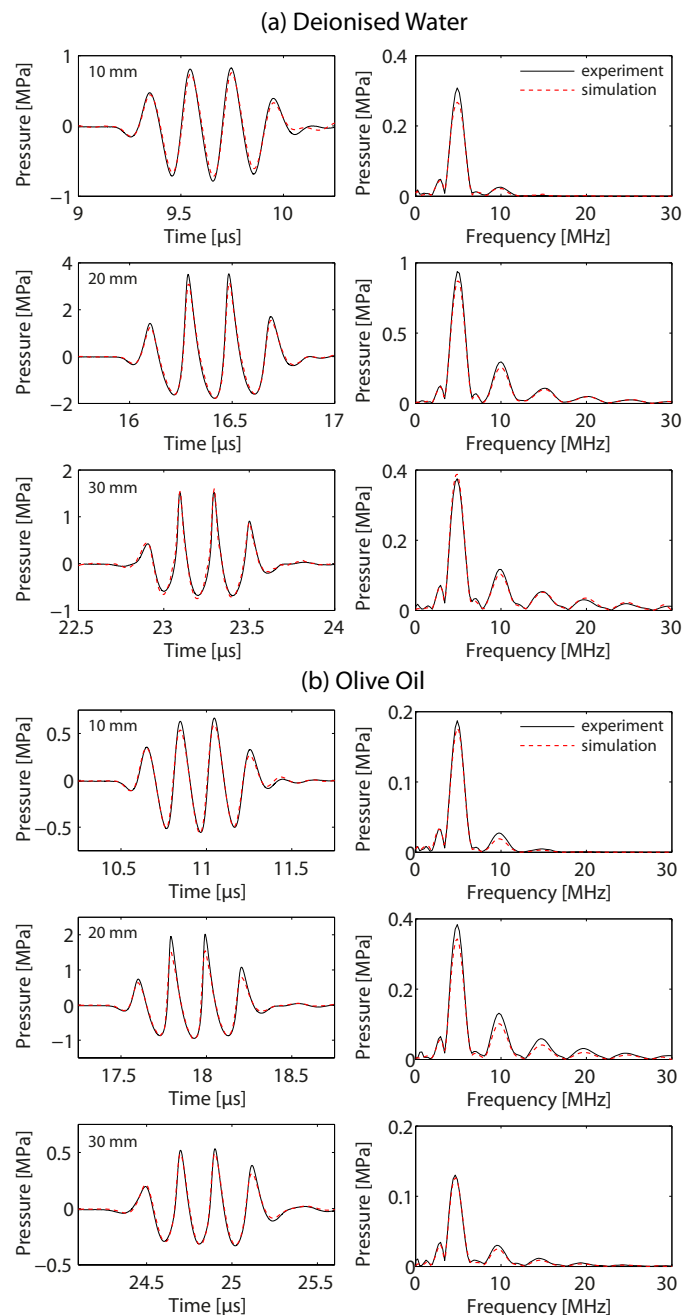 (a) Deionised Water
Pressure [MPa]
1
0
−1
10 mm
9
9.5
10
Time [µs]
Pressure [MPa]
0.4
0.2
0
experiment
simulation
0
10
20
30
Frequency [MHz]
Pressure [MPa]
4
2
0
−2
20 mm
16
16.5
17
Time [µs]
Pressure [MPa]
1
0.5
0
0
10
20
30
Frequency [MHz]
Pressure [MPa]
2
1
0
−1
30 mm
22.5
23
23.5
24
Time [µs]
Pressure [MPa]
0.4
0.2
0
0
10
20
30
Frequency [MHz]
(b) Olive Oil
Pressure [MPa]
0.5
0
−0.5
10 mm
10.5
11
11.5
Time [µs]
Pressure [MPa]
0.2
0.1
0
experiment
simulation
0
10
20
30
Frequency [MHz]
Pressure [MPa]
2
1
0
−1
20 mm
17.5
18
18.5
Time [µs]
Pressure [MPa]
0.4
0.2
0
0
10
20
30
Frequency [MHz]
Pressure [MPa]
0.5
0
−0.5
30 mm
24.5
25
25.5
Time [µs]
Pressure [MPa]
0.2
0.1
0
0
10
20
30
Frequency [MHz]